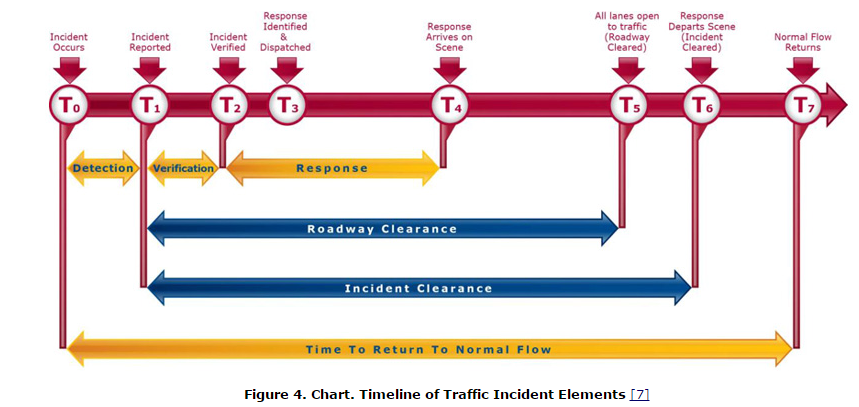 Incident
Occurs
Incident
Reported
Incident
Verified
Response
Identified
&
Dispatched
Response
Arrives on
Scene
All lanes open
to traffic
(Roadway
Cleared)
Response
Departs Scene
(Incident
Cleared)
Normal Flow
Returns
T0
T1
T2
T3
T4
T5
T6
T7
Detection
Verification
Response
Roadway Clearance
Incident Clearance
Time To Return To Normal Flow
Figure 4. Chart. Timeline of Traffic Incident Elements [7]